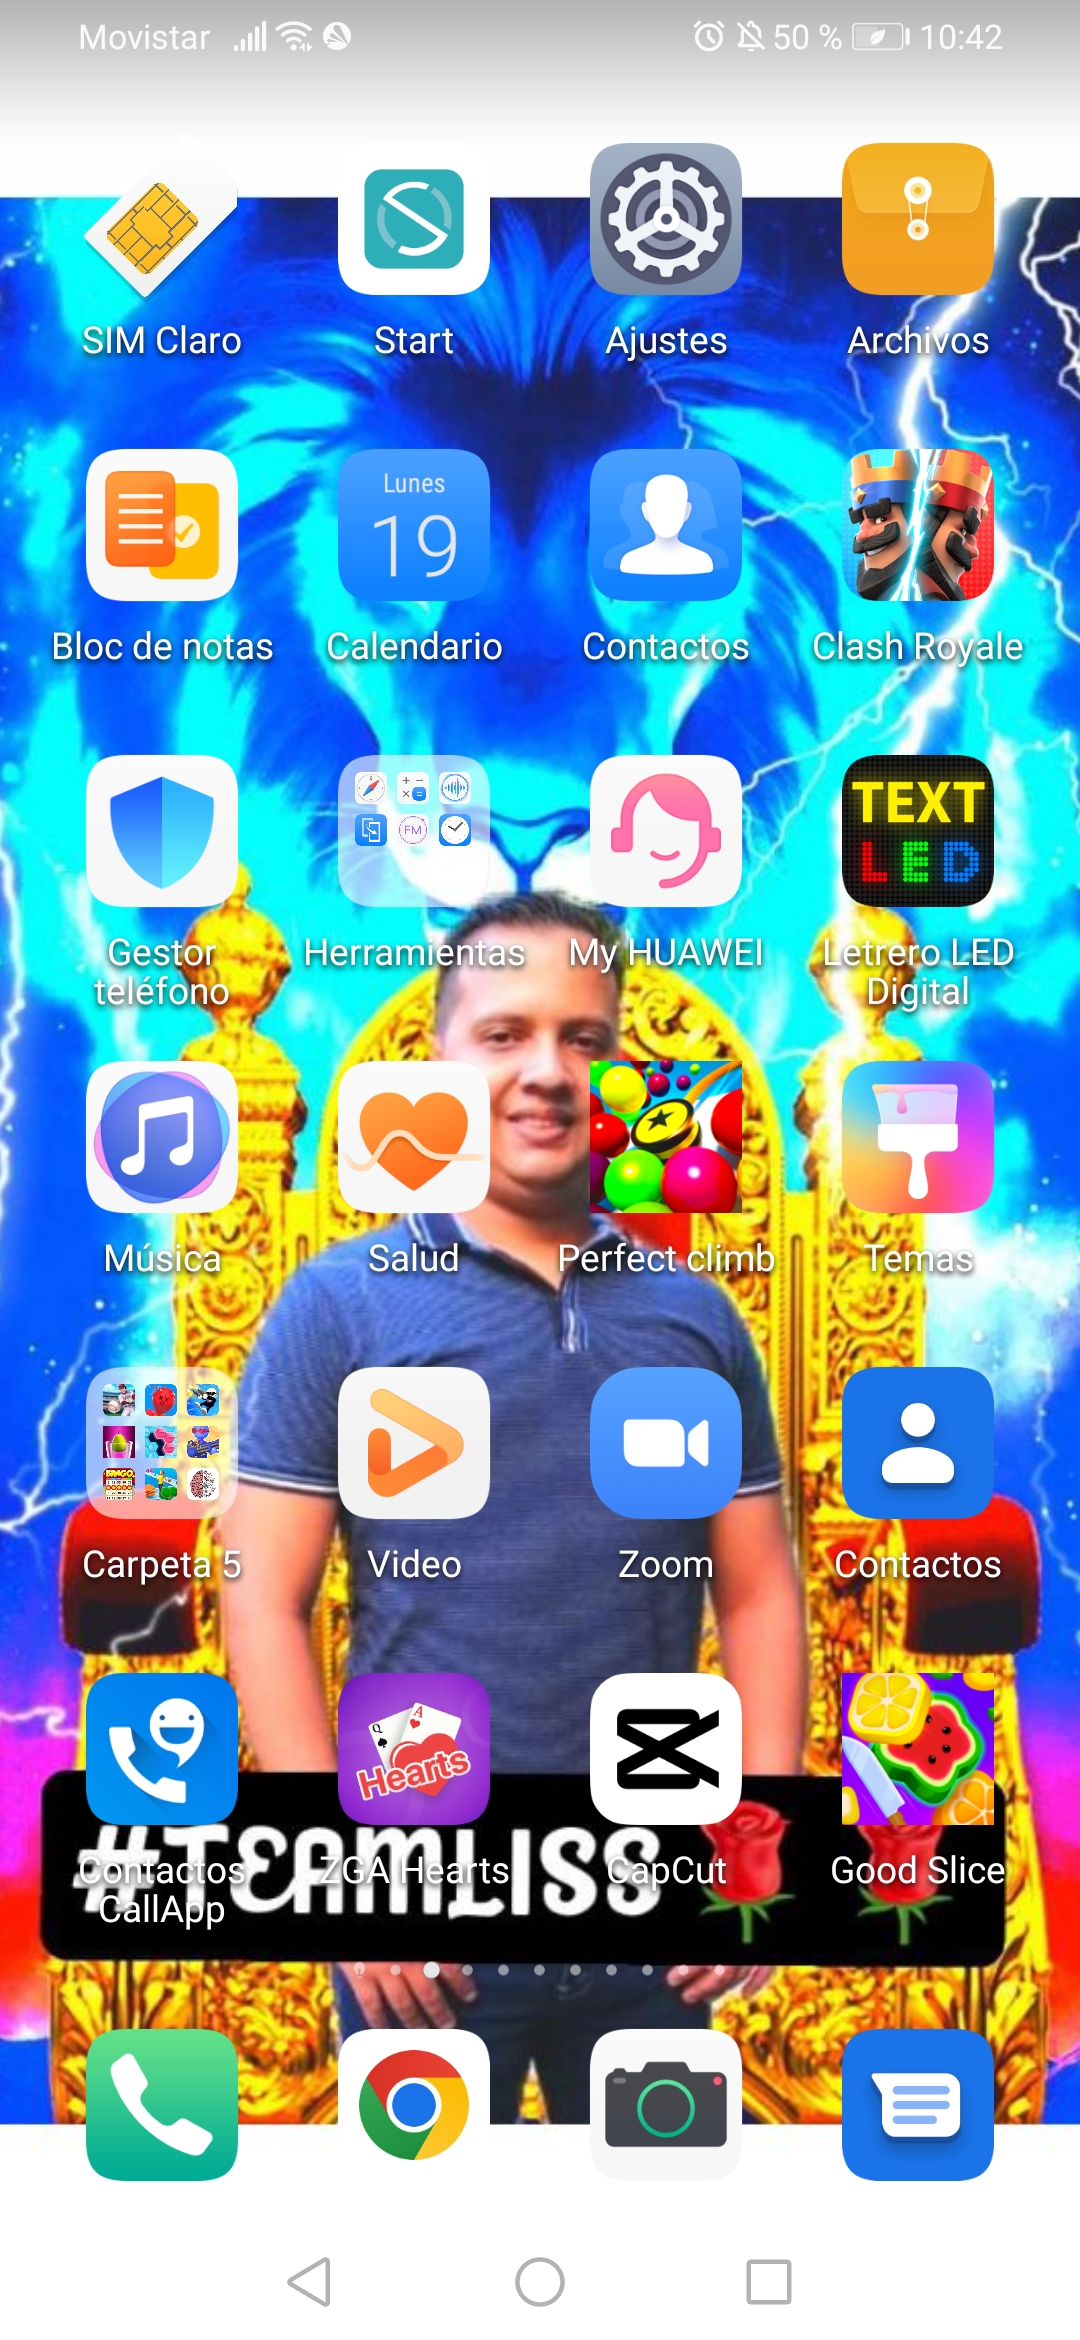 Movistar 50 % 10:42
SIM Claro Start Ajustes Archivos
Lunes
19
Bloc de notas Calendario Contactos Clash Royale
FM
TEXT
LED
Gestor teléfono Herramientas My HUAWEI Letrero LED Digital
Música Salud Perfect climb Temas
BINGO
Carpeta 5 Video Zoom Contactos
Q A
Hearts
#TEAMLISS
Contactos CallApp ZGA Hearts CapCut Good Slice